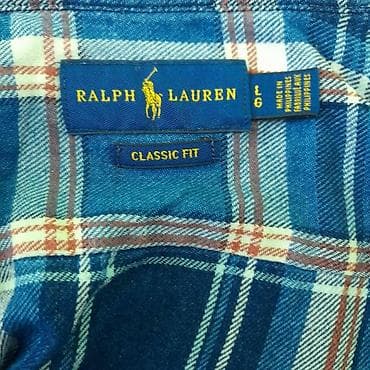 RALPH LAUREN
CLASSIC FIT
L
G
MADE IN
PHILIPPINES
FABRIQUÉ AUX
PHILIPPINES